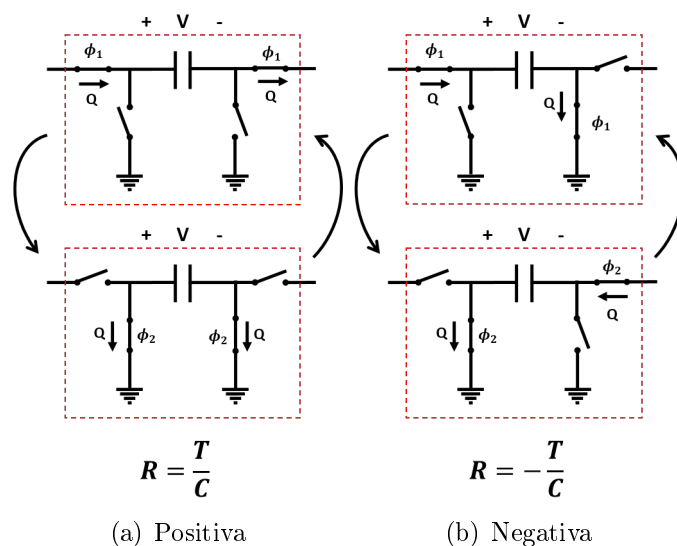 + V -
ϕ1 ϕ1
Q Q
+ V -
ϕ2 ϕ2
Q Q
R = T/C
(a) Positiva
+ V -
ϕ1
Q Q
ϕ1
+ V -
ϕ2
Q
Q ϕ2
R = - T/C
(b) Negativa